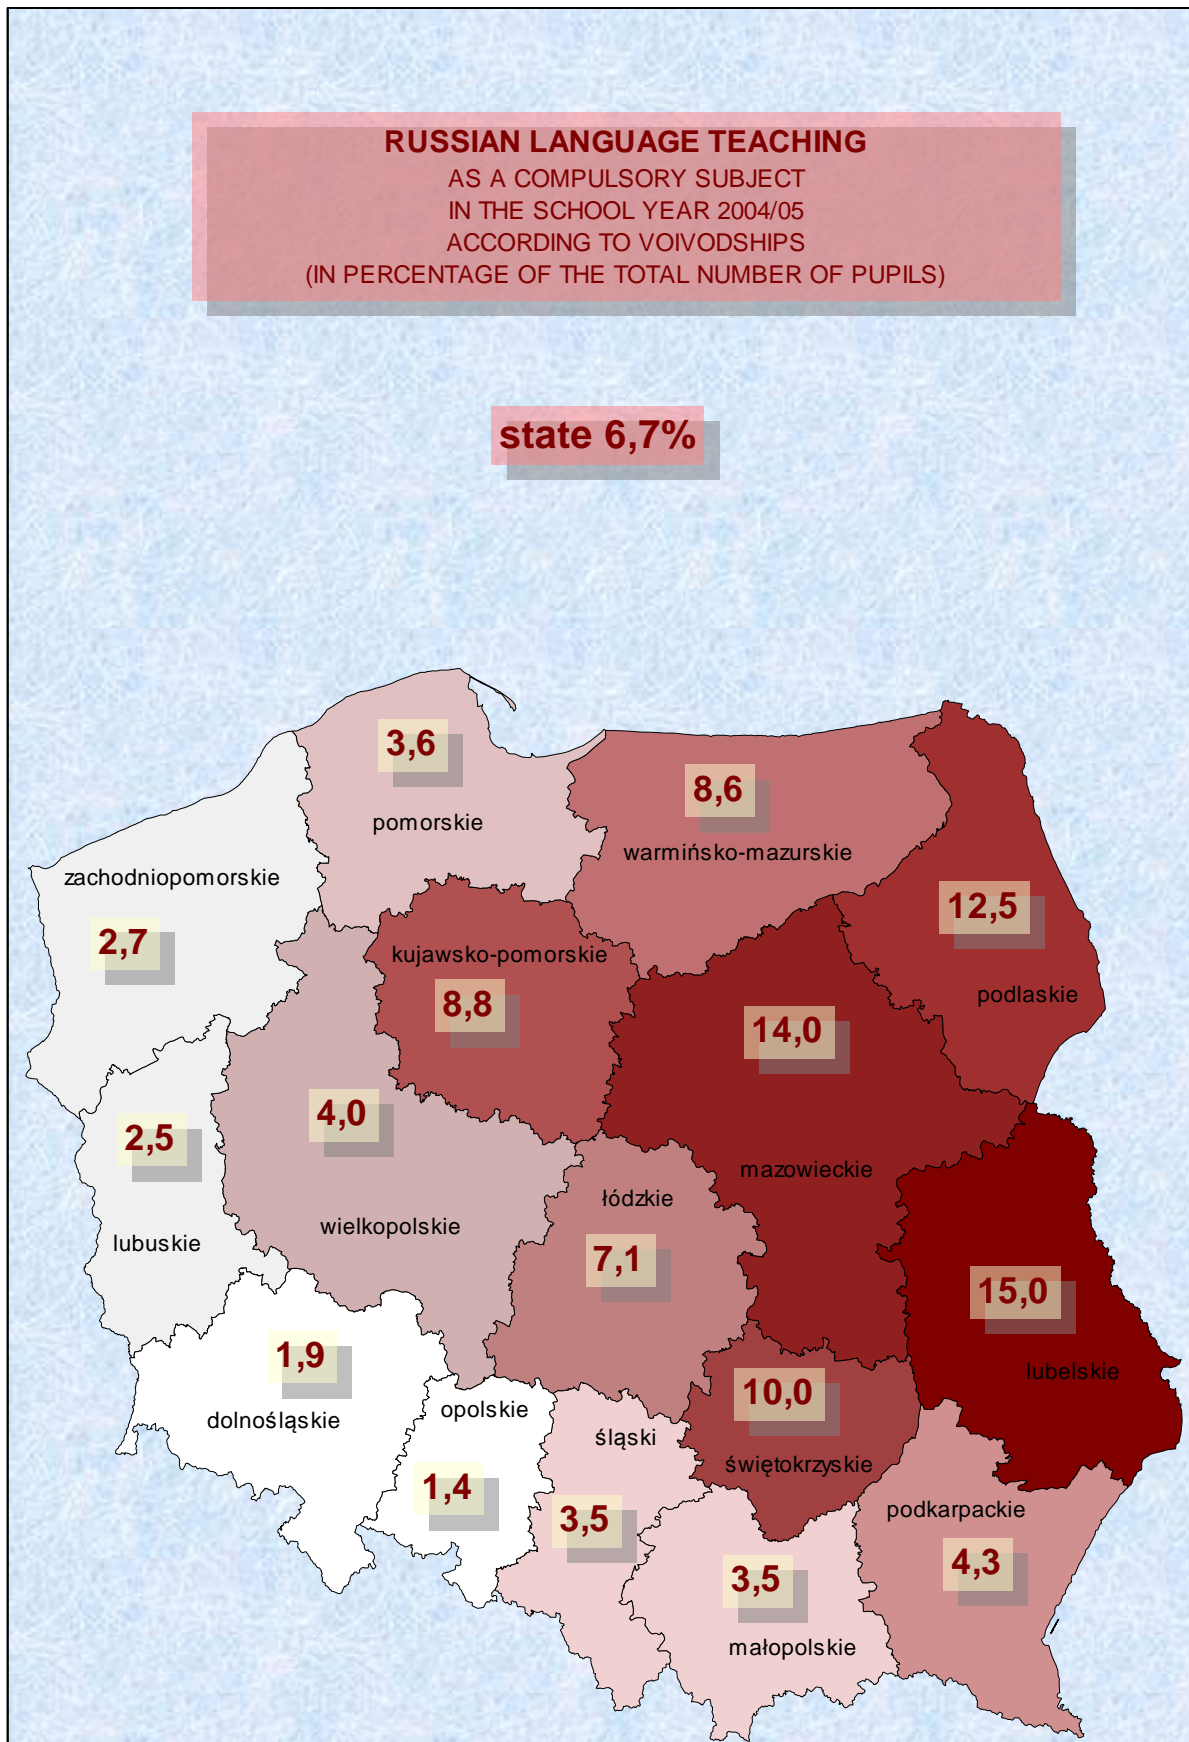 RUSSIAN LANGUAGE TEACHING
AS A COMPULSORY SUBJECT
IN THE SCHOOL YEAR 2004/05
ACCORDING TO VOIVODSHIPS
(IN PERCENTAGE OF THE TOTAL NUMBER OF PUPILS)
state 6,7%
3,6
pomorskie
8,6
warmińsko-mazurskie
zachodniopomorskie
2,7
12,5
podlaskie
kujawsko-pomorskie
8,8
14,0
mazowieckie
4,0
wielkopolskie
2,5
lubuskie
łódzkie
7,1
15,0
lubelskie
1,9
dolnośląskie
opolskie
1,4
śląski
3,5
10,0
świętokrzyskie
podkarpackie
4,3
3,5
małopolskie